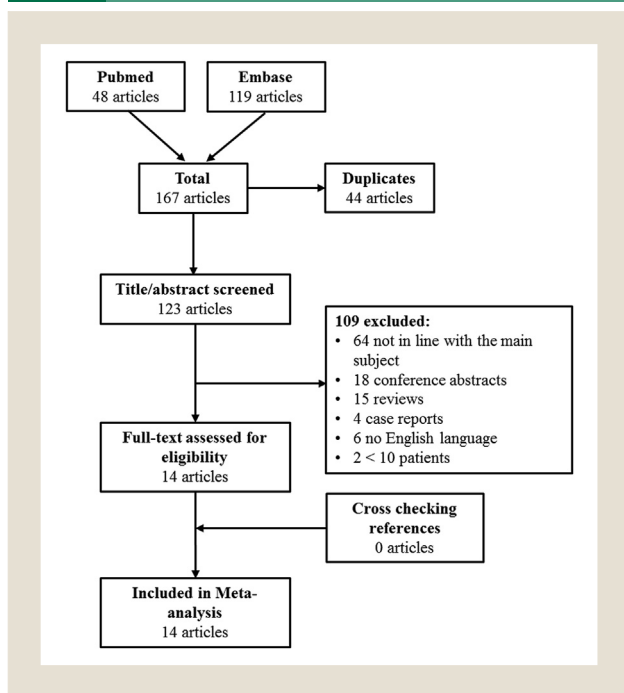 Pubmed
48 articles
Embase
119 articles
Total
167 articles
Duplicates
44 articles
Title/abstract screened
123 articles
109 excluded:
• 64 not in line with the main
subject
• 18 conference abstracts
• 15 reviews
• 4 case reports
• 6 no English language
• 2 < 10 patients
Full-text assessed for
eligibility
14 articles
Cross checking
references
0 articles
Included in Meta-
analysis
14 articles